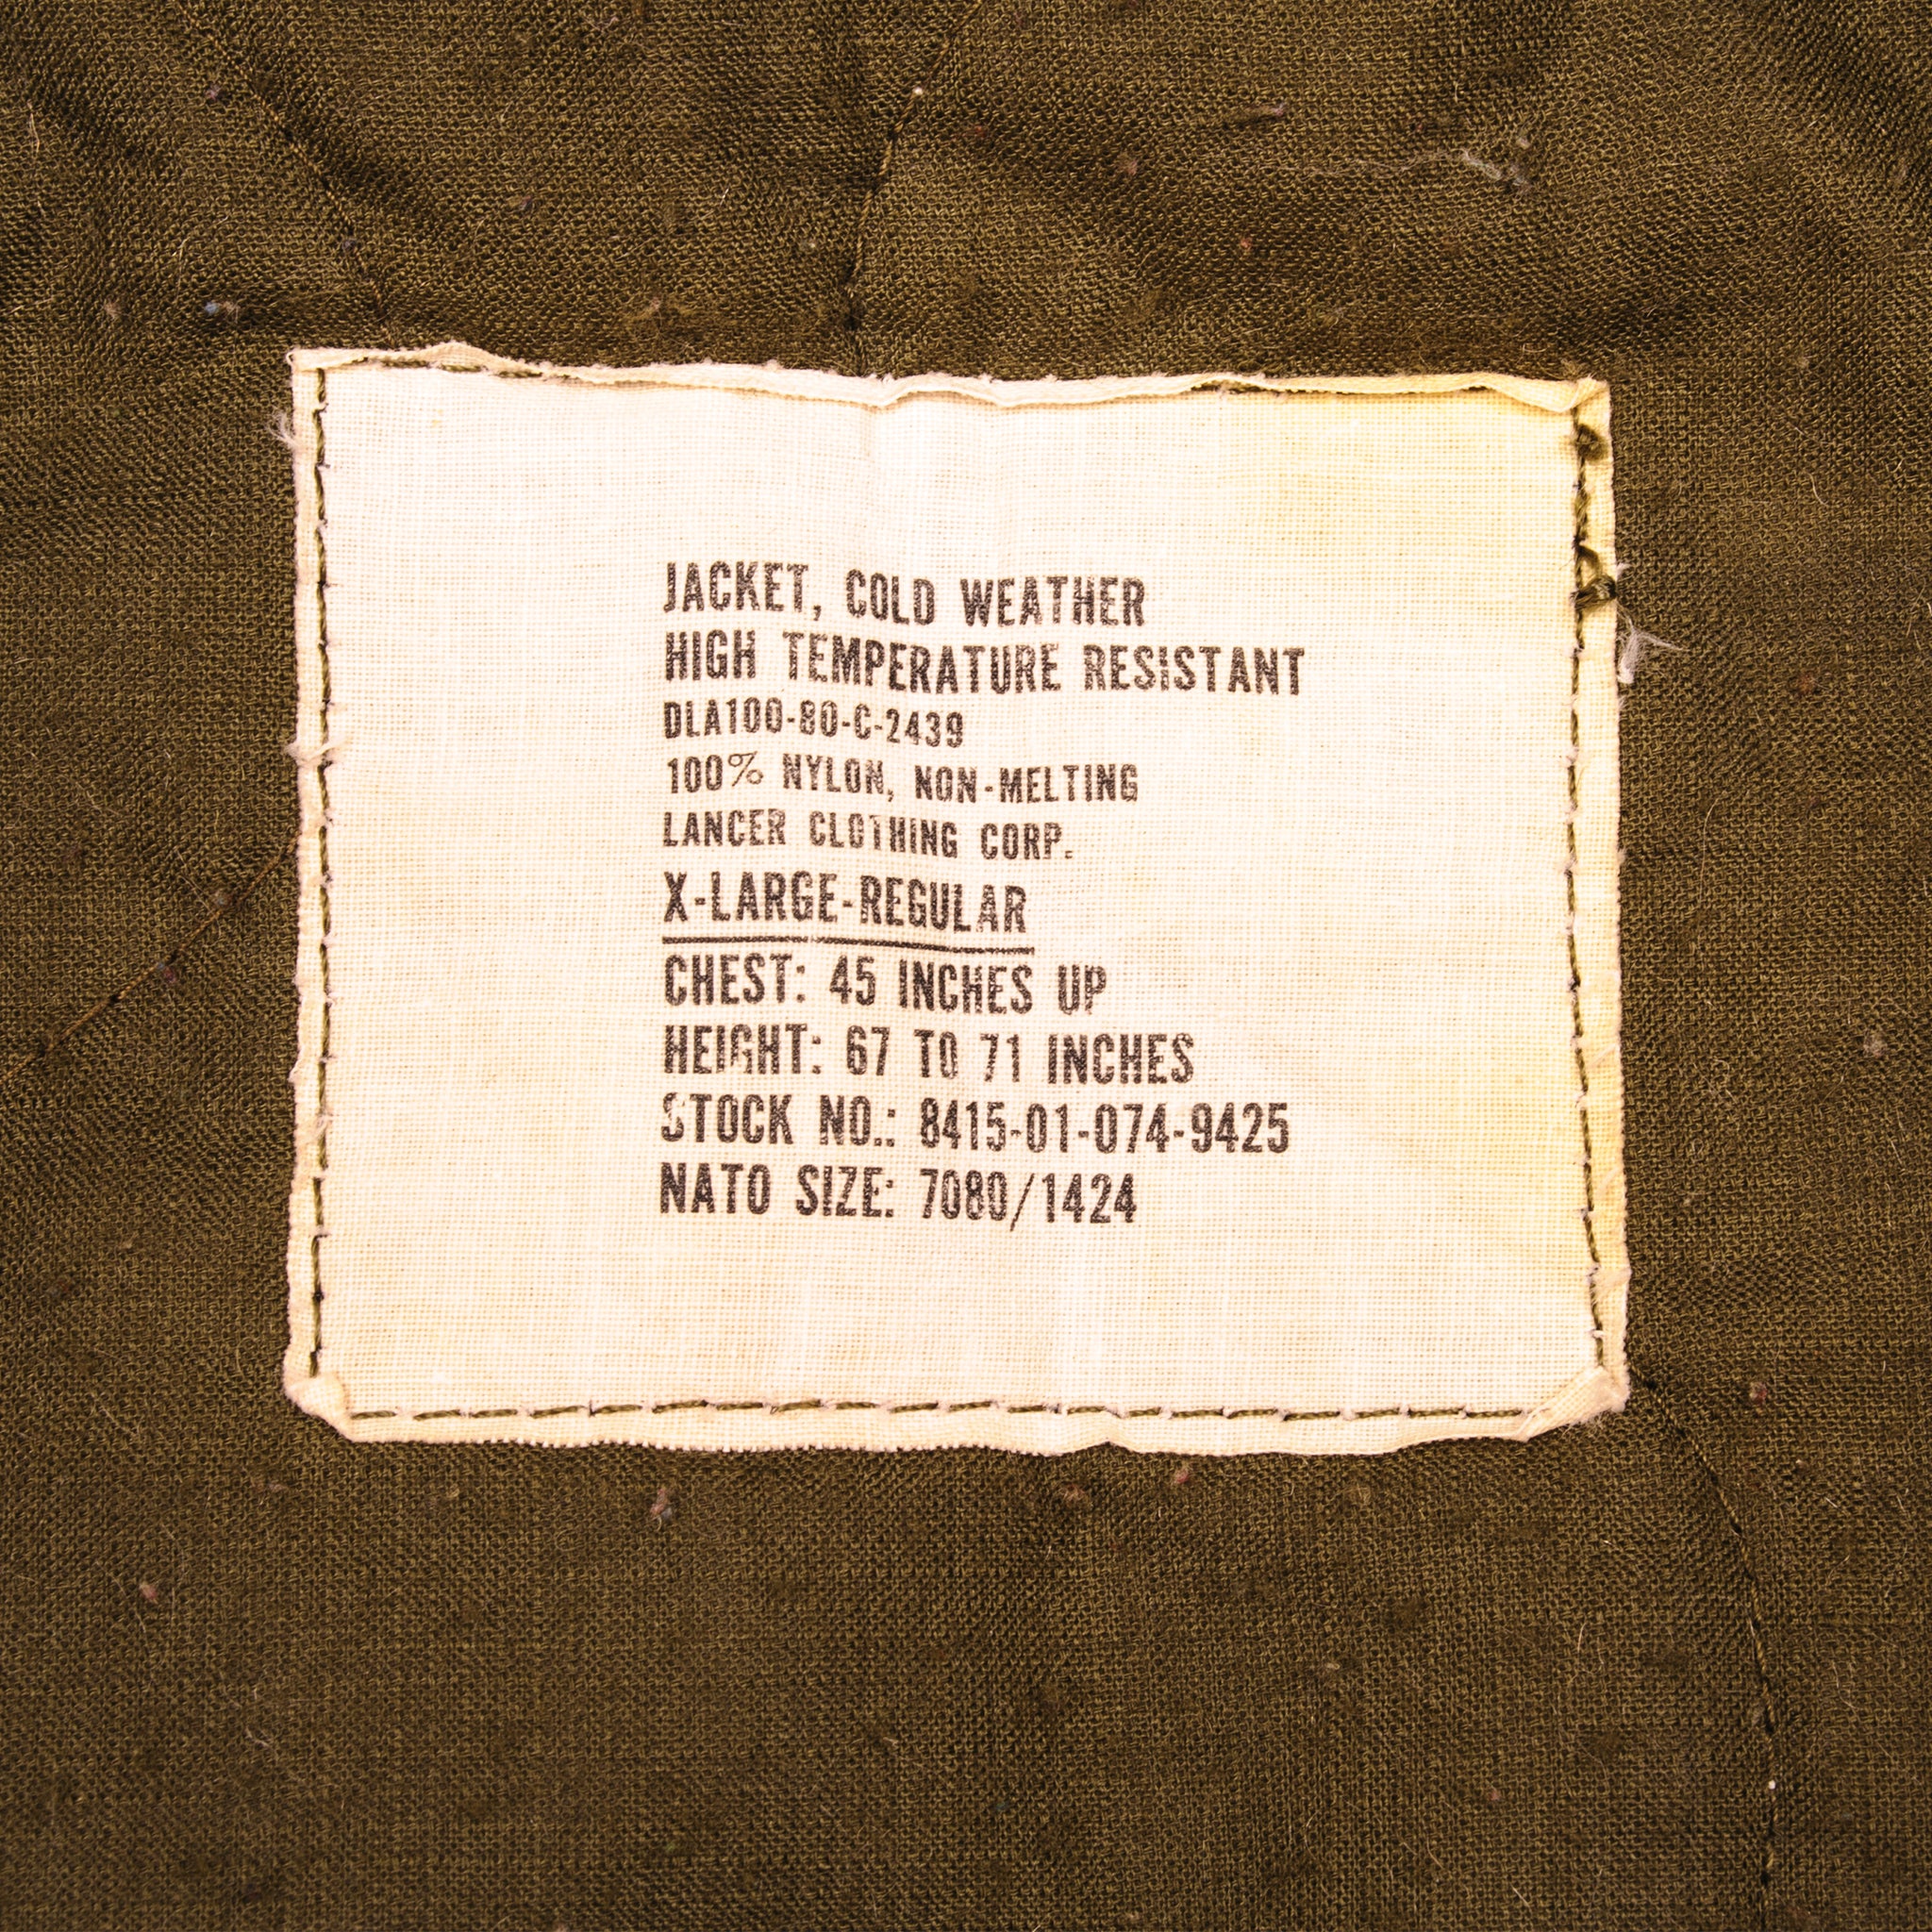 JACKET, COLD WEATHER
HIGH TEMPERATURE RESISTANT
DLA100-80-C-2439
100% NYLON, NON-MELTING
LANCER CLOTHING CORP.
X-LARGE-REGULAR
CHEST: 45 INCHES UP
HEIGHT: 67 TO 71 INCHES
STOCK NO.: 8415-01-074-9425
NATO SIZE: 7080/1424